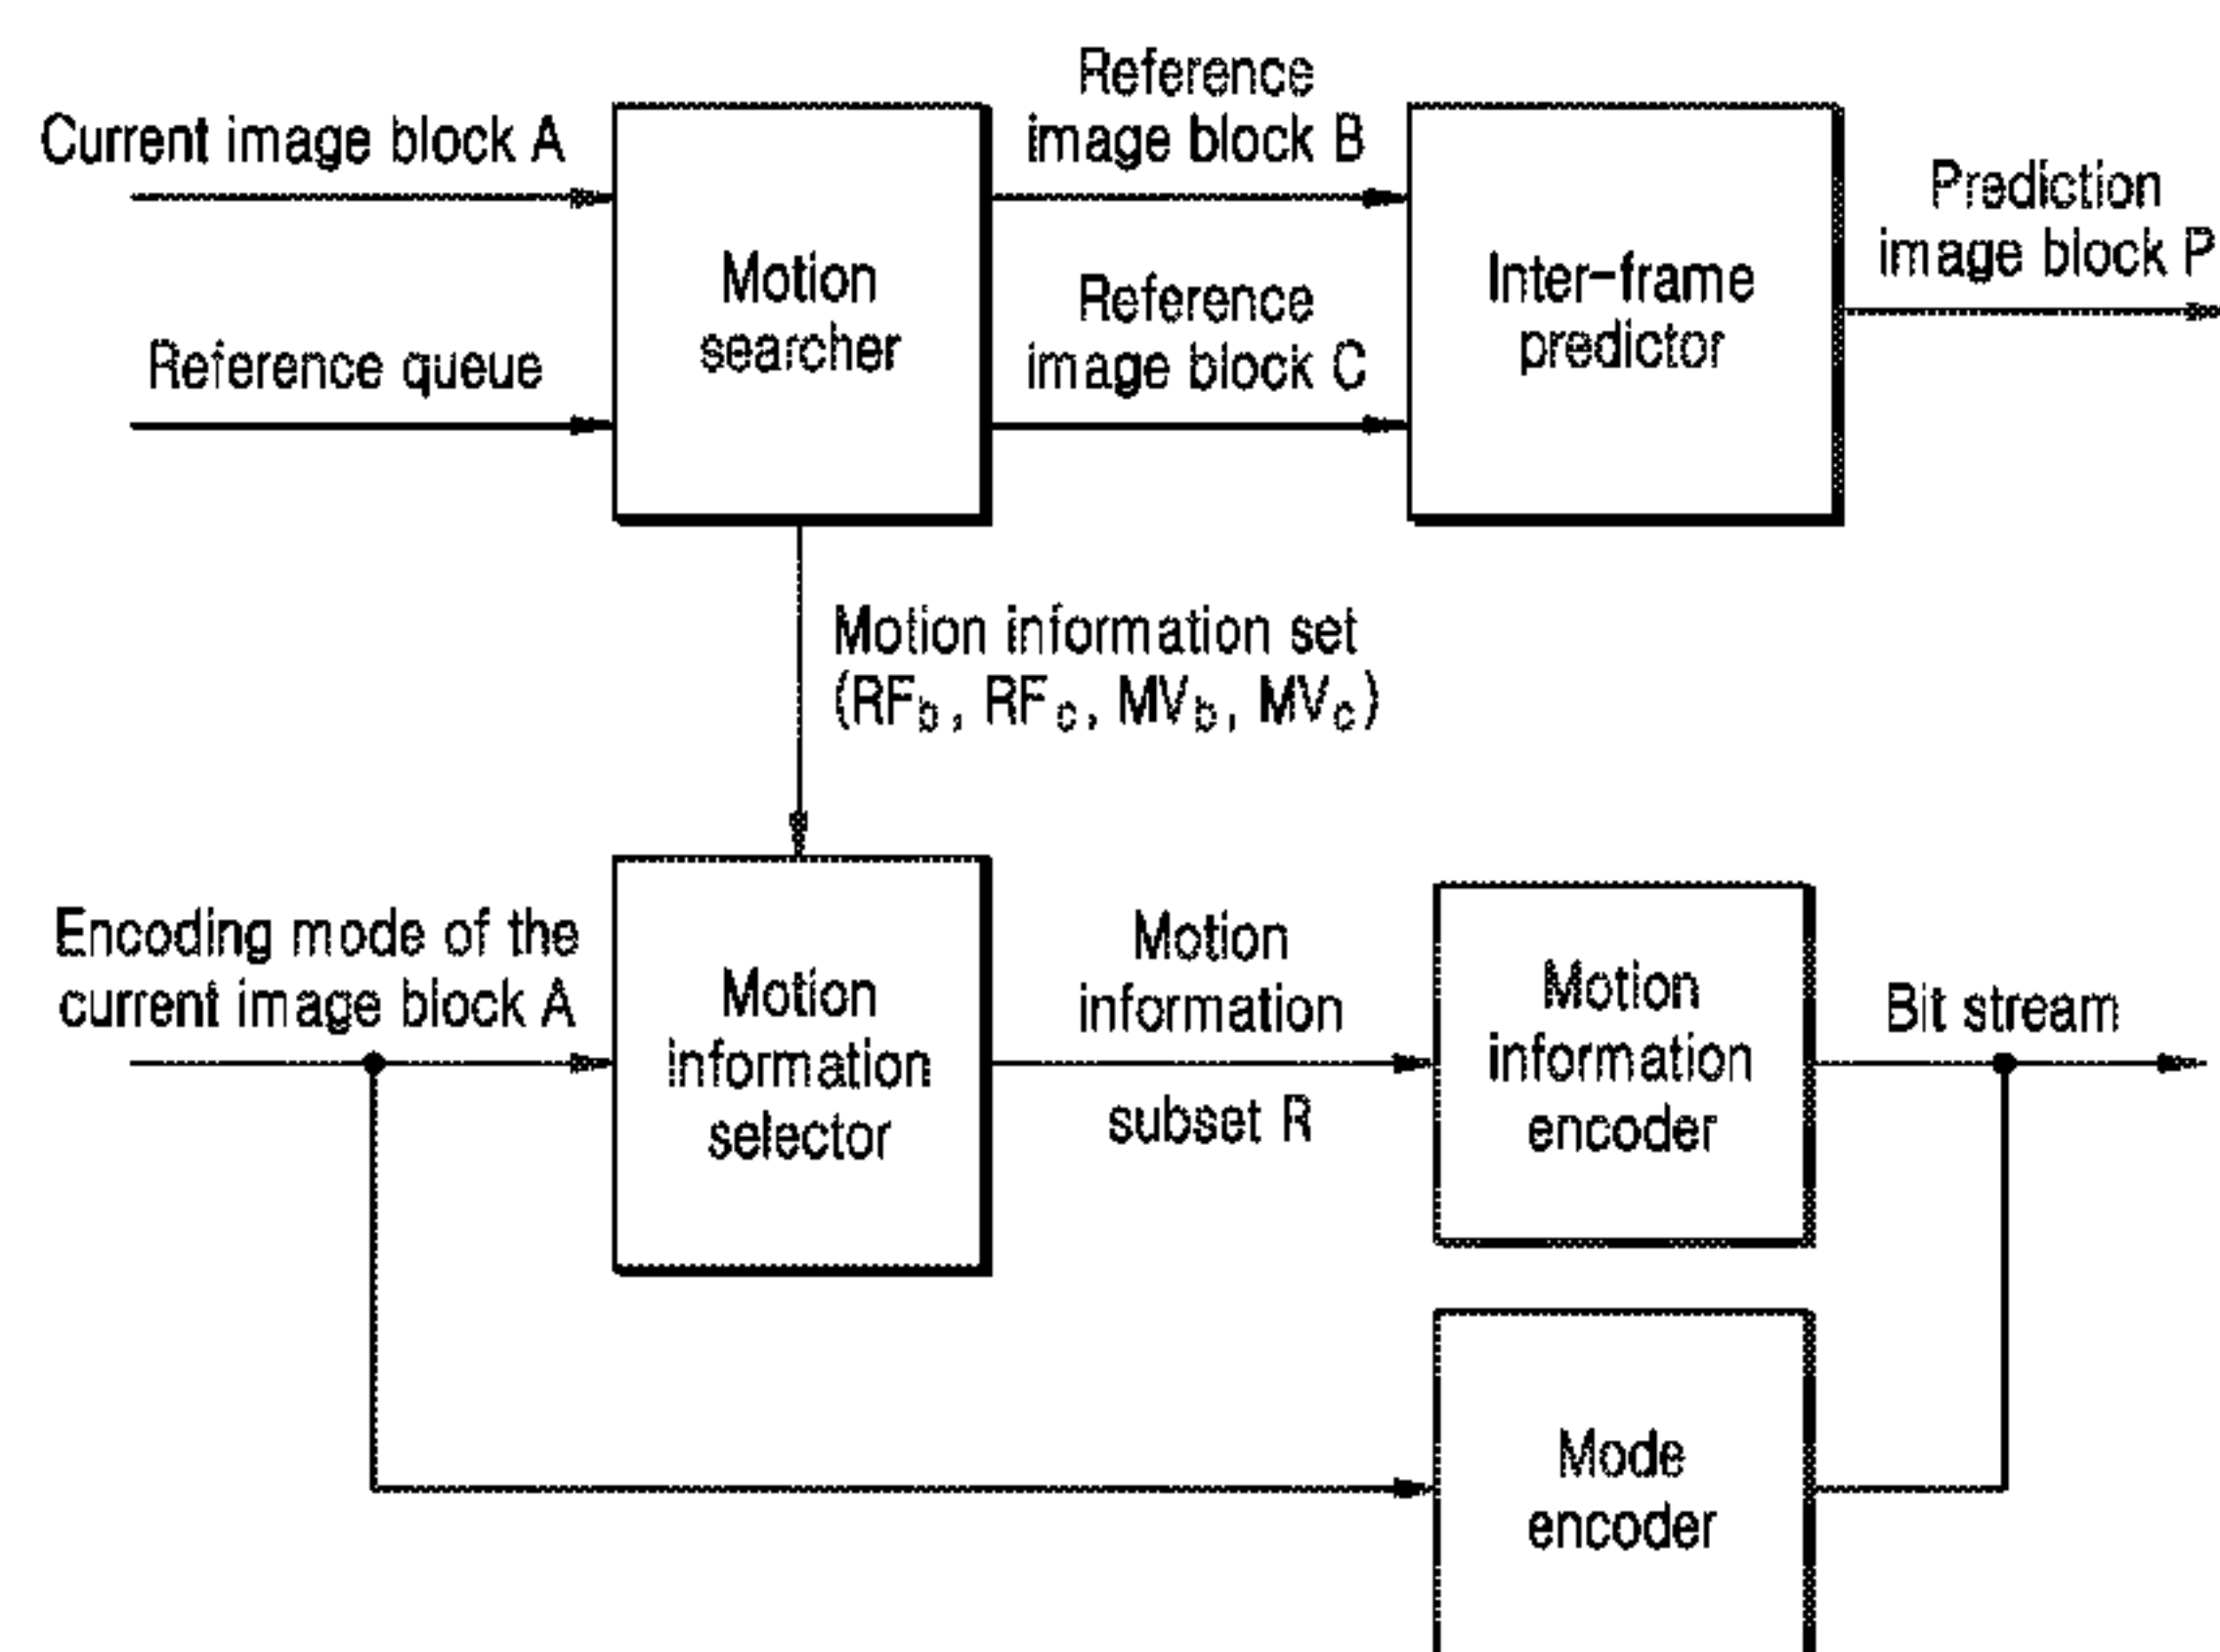 Current image block A
Reference queue
Motion
searcher
Reference
image block B
Reference
image block C
Inter-frame
predictor
Prediction
image block P
Motion information set
(RFb, RFc, MVb, MVc)
Encoding mode of the
current image block A
Motion
information
selector
Motion
information
subset R
Motion
information
encoder
Bit stream
Mode
encoder